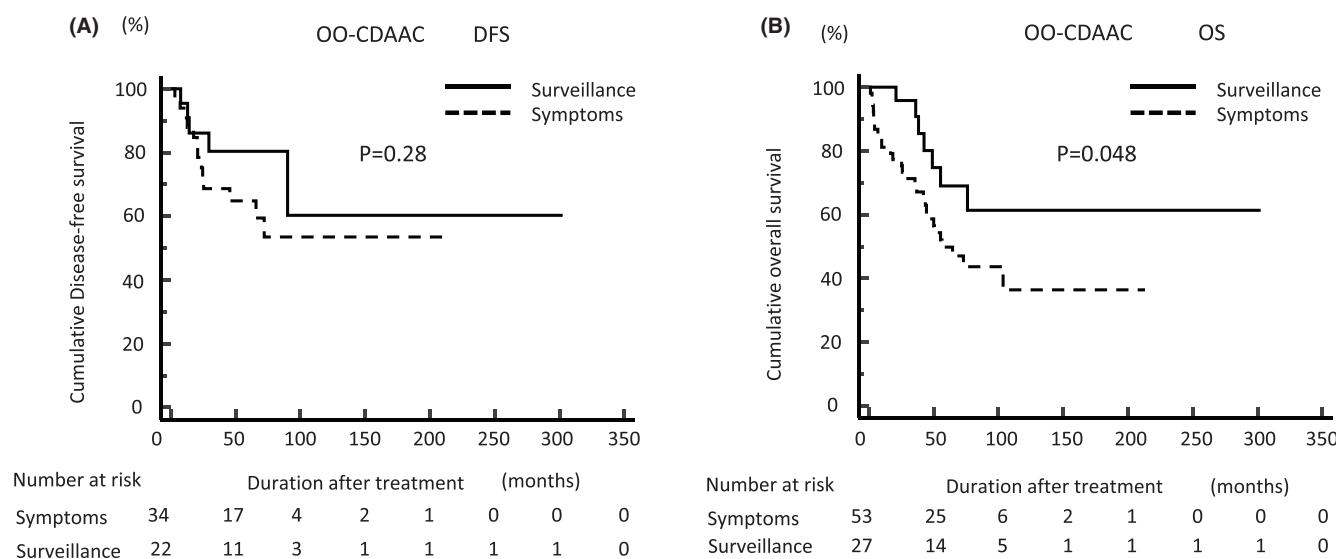 (A) (%) OO-CDAAC DFS
Surveillance
Symptoms
P=0.28
Cumulative Disease-free survival
100
80
60
40
20
0
0 50 100 150 200 250 300 350
Number at risk Duration after treatment (months)
Symptoms 34 17 4 2 1 0 0 0
Surveillance 22 11 3 1 1 1 1 0
(B) (%) OO-CDAAC OS
Surveillance
Symptoms
P=0.048
Cumulative overall survival
100
80
60
40
20
0
0 50 100 150 200 250 300 350
Number at risk Duration after treatment (months)
Symptoms 53 25 6 2 1 0 0 0
Surveillance 27 14 5 1 1 1 1 0